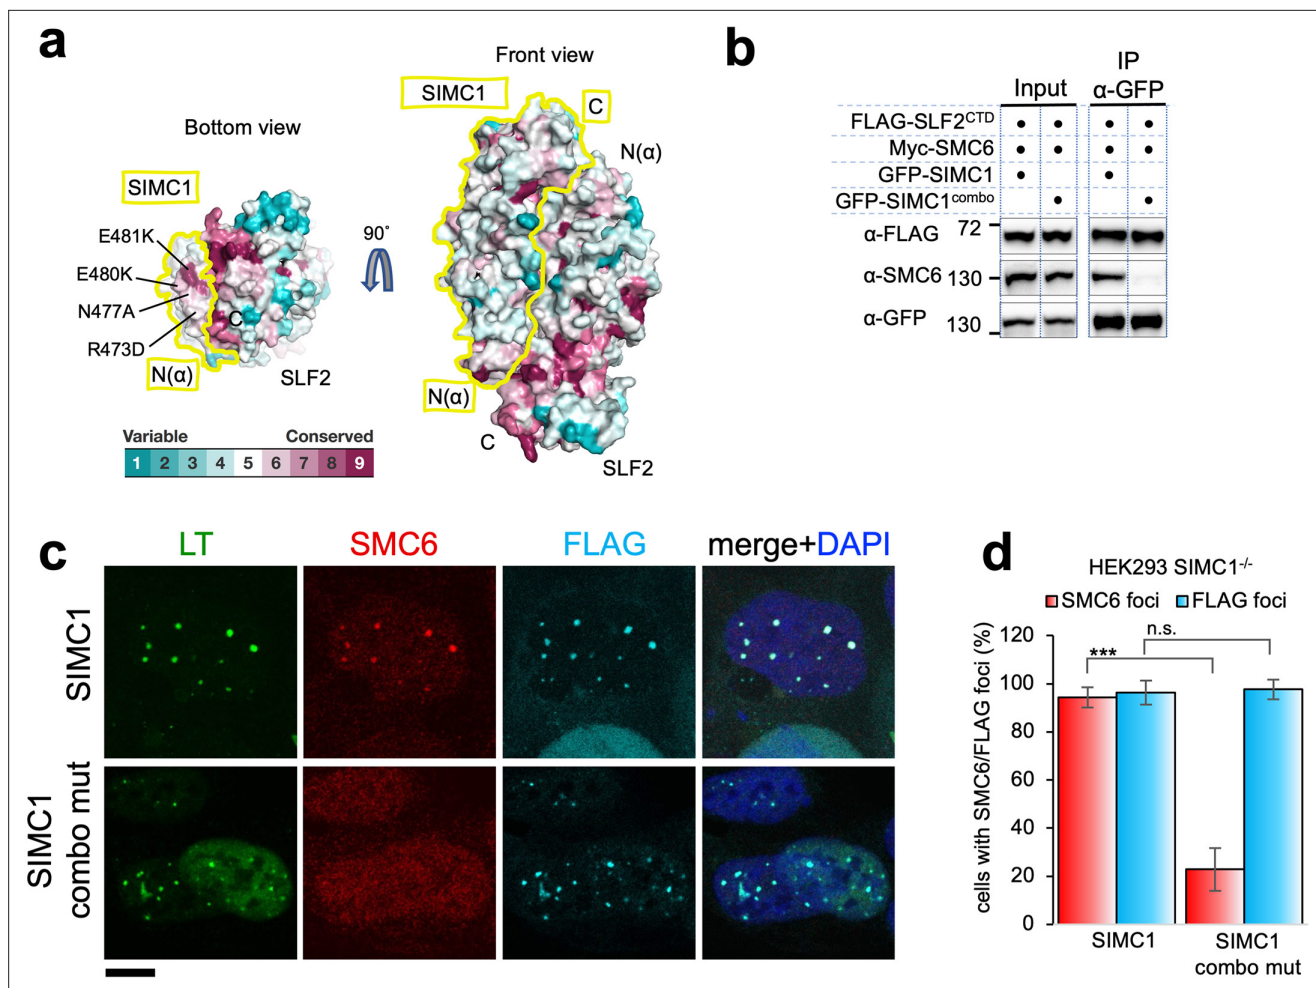 a
Bottom view
SIMC1
E481K
E480K
N477A
R473D
N(α)
C
SLF2
90˚
Front view
SIMC1
C
N(α)
N(α)
C
SLF2
Variable Conserved
1 2 3 4 5 6 7 8 9
b
IP
Input α-GFP
FLAG-SLF2ᶜᵀᴰ
Myc-SMC6
GFP-SIMC1
GFP-SIMC1ᶜᵒᵐᵇᵒ
α-FLAG 72
α-SMC6 130
α-GFP 130
c
LT SMC6 FLAG merge+DAPI
SIMC1
SIMC1
combo mut
d
HEK293 SIMC1⁻/⁻
SMC6 foci FLAG foci
cells with SMC6/FLAG foci (%)
120
100
80
60
40
20
0
***
n.s.
SIMC1 SIMC1
combo mut